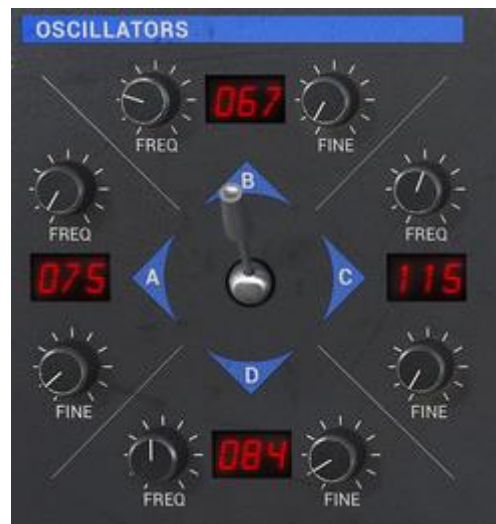 OSCILLATORS
067
FREQ
FINE
B
FREQ
FREQ
075
A
C
115
FINE
D
FINE
084
FREQ
FINE